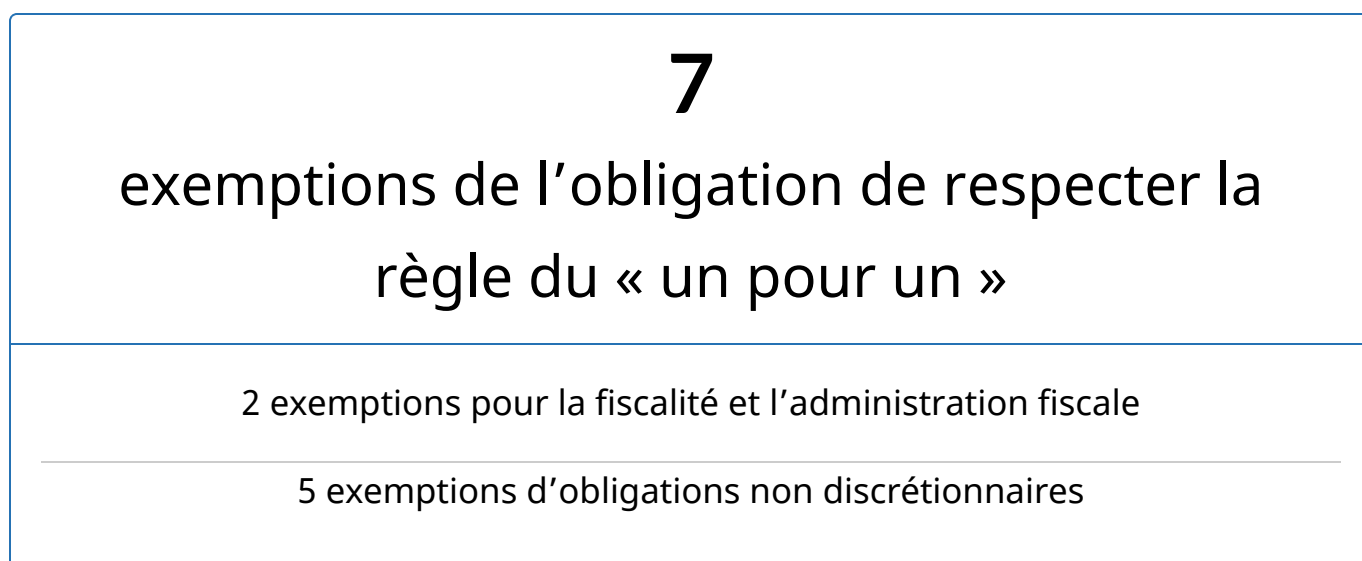 7
exemptions de l’obligation de respecter la
règle du « un pour un »
2 exemptions pour la fiscalité et l’administration fiscale
5 exemptions d’obligations non discrétionnaires